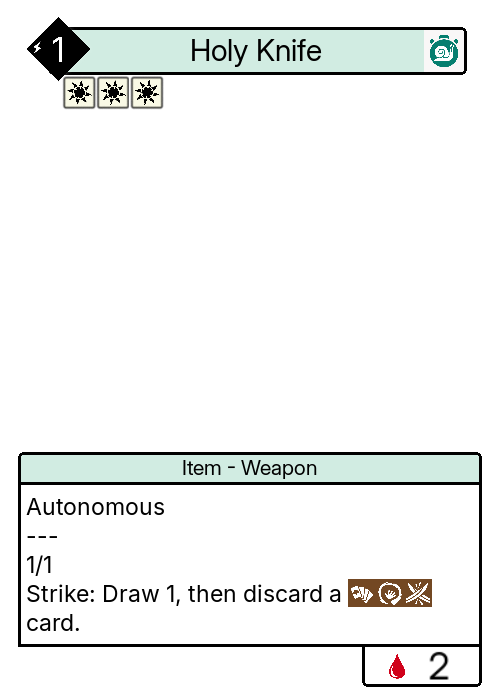 1
Holy Knife
Item - Weapon
Autonomous
---
1/1
Strike: Draw 1, then discard a
card.
2